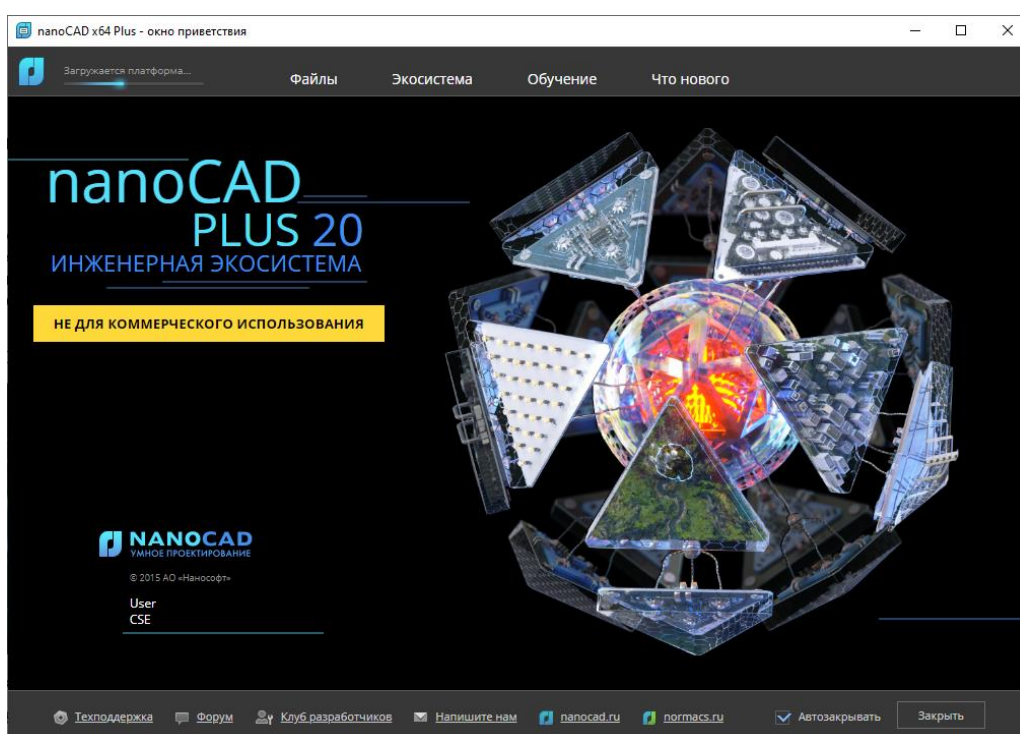 nanoCAD x64 Plus - окно приветствия
Загружается платформа...
Файлы Экосистема Обучение Что нового
nanoCAD
PLUS 20
ИНЖЕНЕРНАЯ ЭКОСИСТЕМА
НЕ ДЛЯ КОММЕРЧЕСКОГО ИСПОЛЬЗОВАНИЯ
NANOCAD
УМНОЕ ПРОЕКТИРОВАНИЕ
© 2015 АО «Нанософт»
User
CSE
Техподдержка Форум Клуб разработчиков Напишите нам nanocad.ru normacs.ru Автозакрывать Закрыть